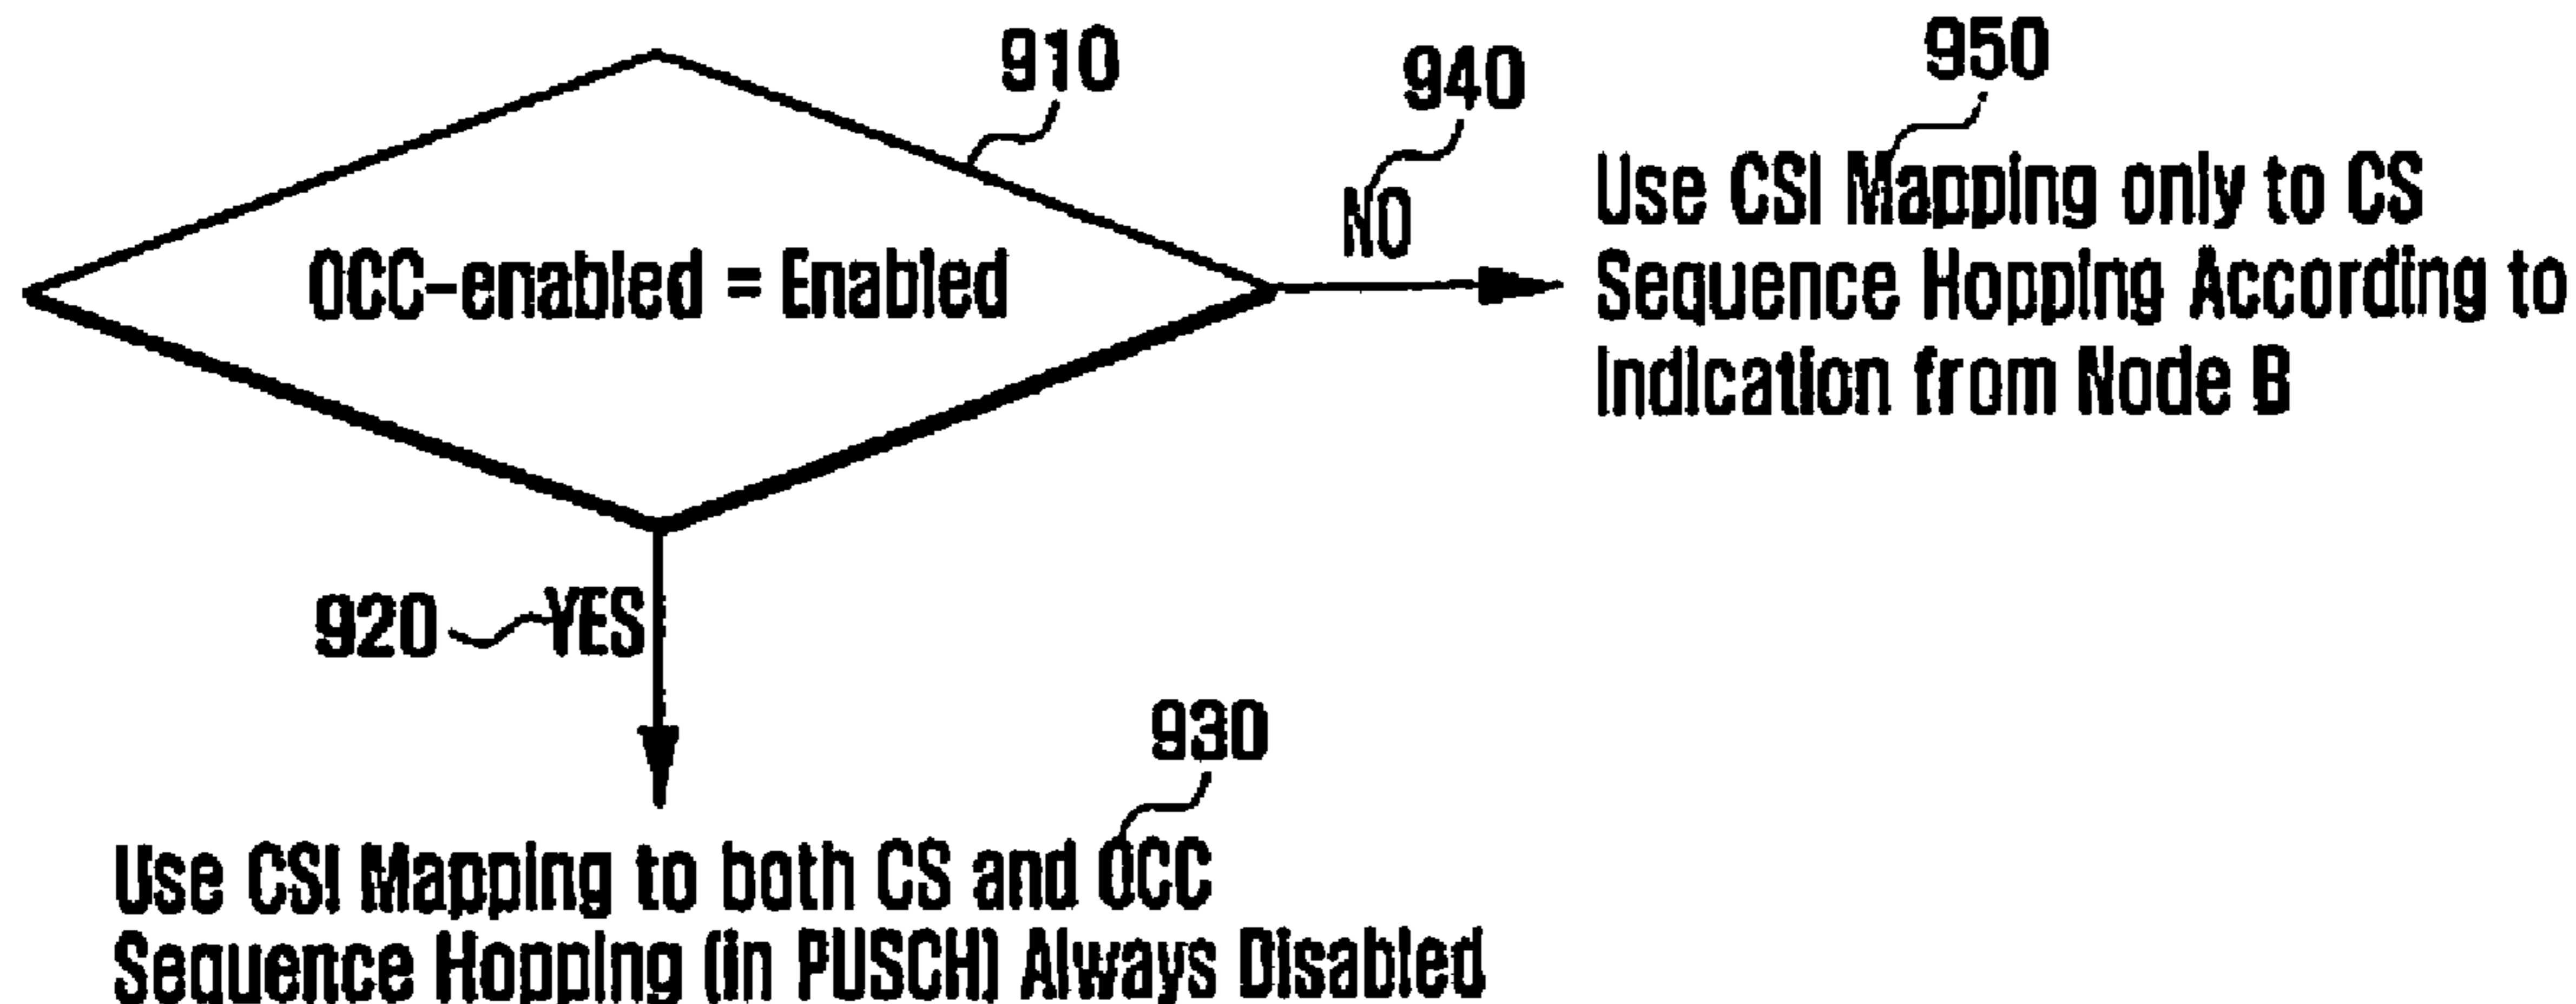 910
940
950
OCC-enabled = Enabled
NO
Use CSI Mapping only to CS
Sequence Hopping According to
Indication from Node B
920
YES
930
Use CSI Mapping to both CS and OCC
Sequence Hopping (in PUSCH) Always Disabled